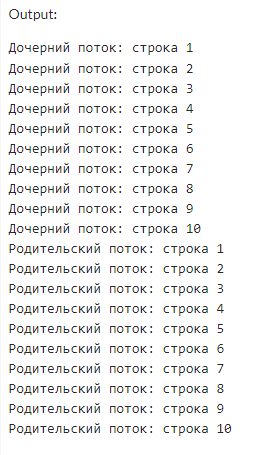 Output:
Дочерний поток: строка 1
Дочерний поток: строка 2
Дочерний поток: строка 3
Дочерний поток: строка 4
Дочерний поток: строка 5
Дочерний поток: строка 6
Дочерний поток: строка 7
Дочерний поток: строка 8
Дочерний поток: строка 9
Дочерний поток: строка 10
Родительский поток: строка 1
Родительский поток: строка 2
Родительский поток: строка 3
Родительский поток: строка 4
Родительский поток: строка 5
Родительский поток: строка 6
Родительский поток: строка 7
Родительский поток: строка 8
Родительский поток: строка 9
Родительский поток: строка 10